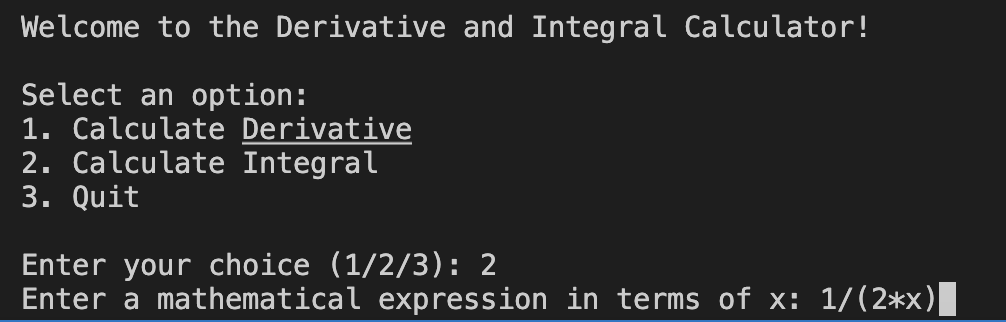 Welcome to the Derivative and Integral Calculator!
Select an option:
1. Calculate Derivative
2. Calculate Integral
3. Quit
Enter your choice (1/2/3): 2
Enter a mathematical expression in terms of x: 1/(2*x)